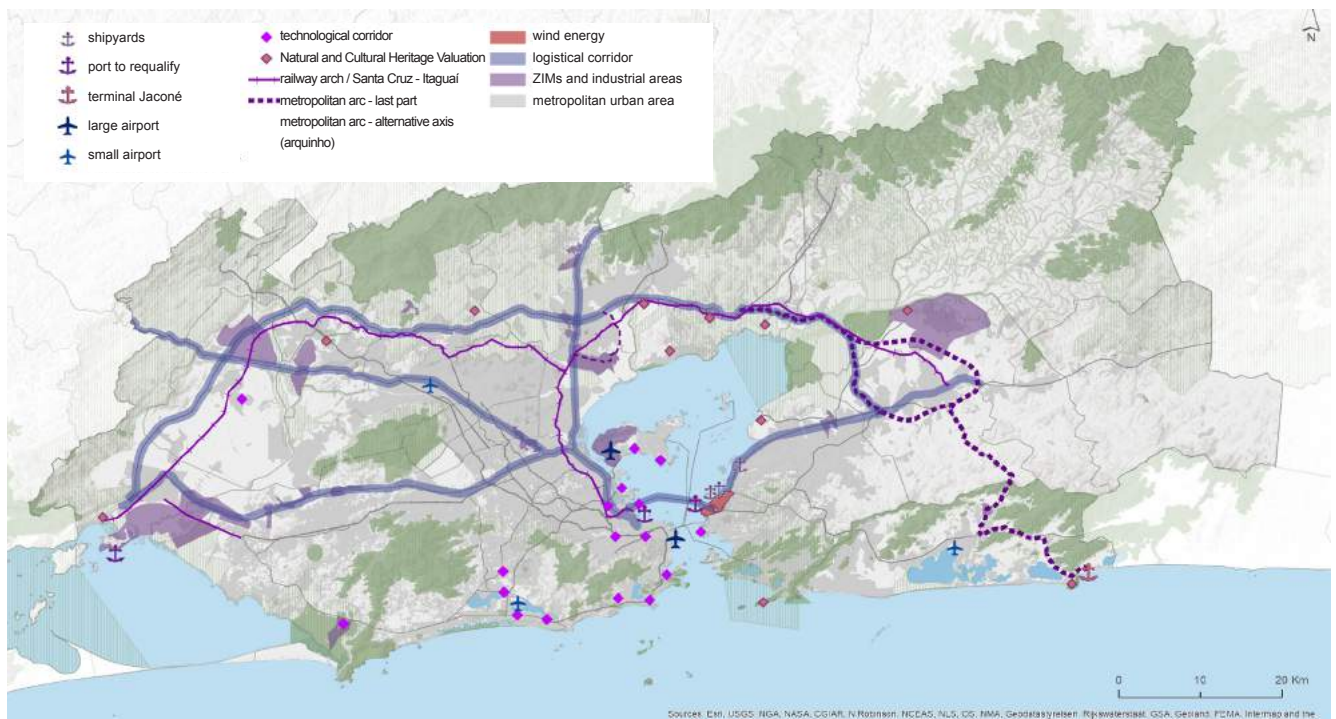 shipyards
port to requalify
terminal Jaconé
large airport
small airport
technological corridor
Natural and Cultural Heritage Valuation
railway arch / Santa Cruz - Itaguaí
metropolitan arc - last part
metropolitan arc - alternative axis
(arquinho)
wind energy
logistical corridor
ZIMs and industrial areas
metropolitan urban area
N
0 10 20 Km
Sources: Esri, USGS, NGA, NASA, CGIAR, N Robinson, NCEAS, NLS, OS, NMA, Geodatastyrelsen, Rijkswaterstaat, GSA, Geoland, FEMA, Intermap and the